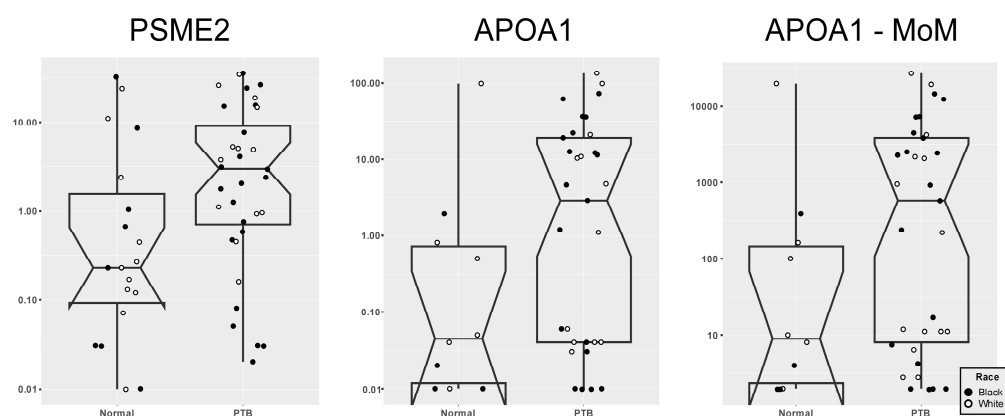 PSME2
APOA1
APOA1 - MoM
10.00
1.00
0.10
0.01
Normal
PTB
100.00
10.00
1.00
0.10
0.01
Normal
PTB
10000
1000
100
10
Normal
PTB
Race
Black
White